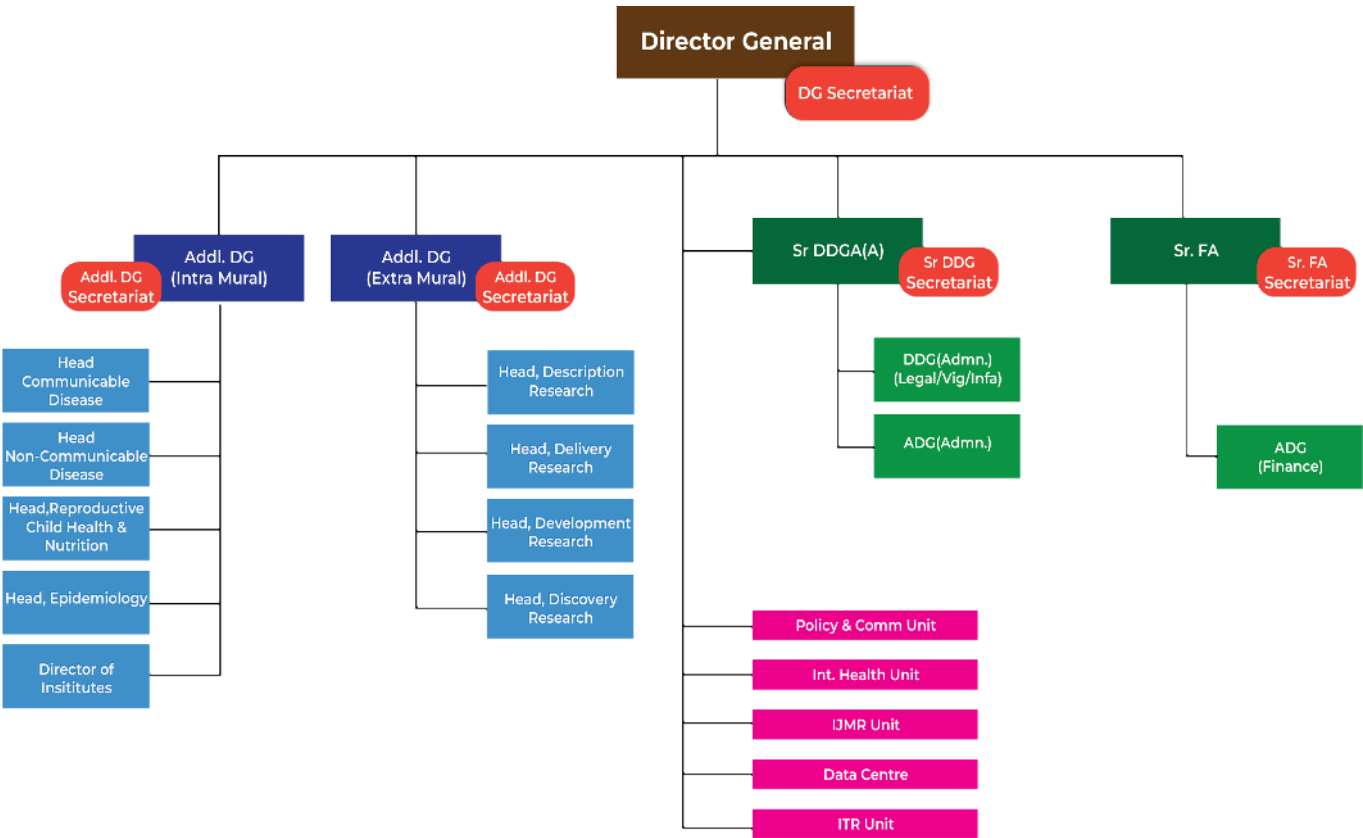 Director General
DG Secretariat
Addl. DG
(Intra Mural)
Addl. DG
Secretariat
Addl. DG
(Extra Mural)
Addl. DG
Secretariat
Sr DDGA(A)
Sr DDG
Secretariat
Sr. FA
Sr. FA
Secretariat
Head
Communicable
Disease
Head
Non-Communicable
Disease
Head,Reproductive
Child Health &
Nutrition
Head, Epidemiology
Director of
Insititutes
Head, Description
Research
Head, Delivery
Research
Head, Development
Research
Head, Discovery
Research
DDG(Admn.)
(Legal/Vig/Infa)
ADG(Admn.)
ADG
(Finance)
Policy & Comm Unit
Int. Health Unit
IJMR Unit
Data Centre
ITR Unit